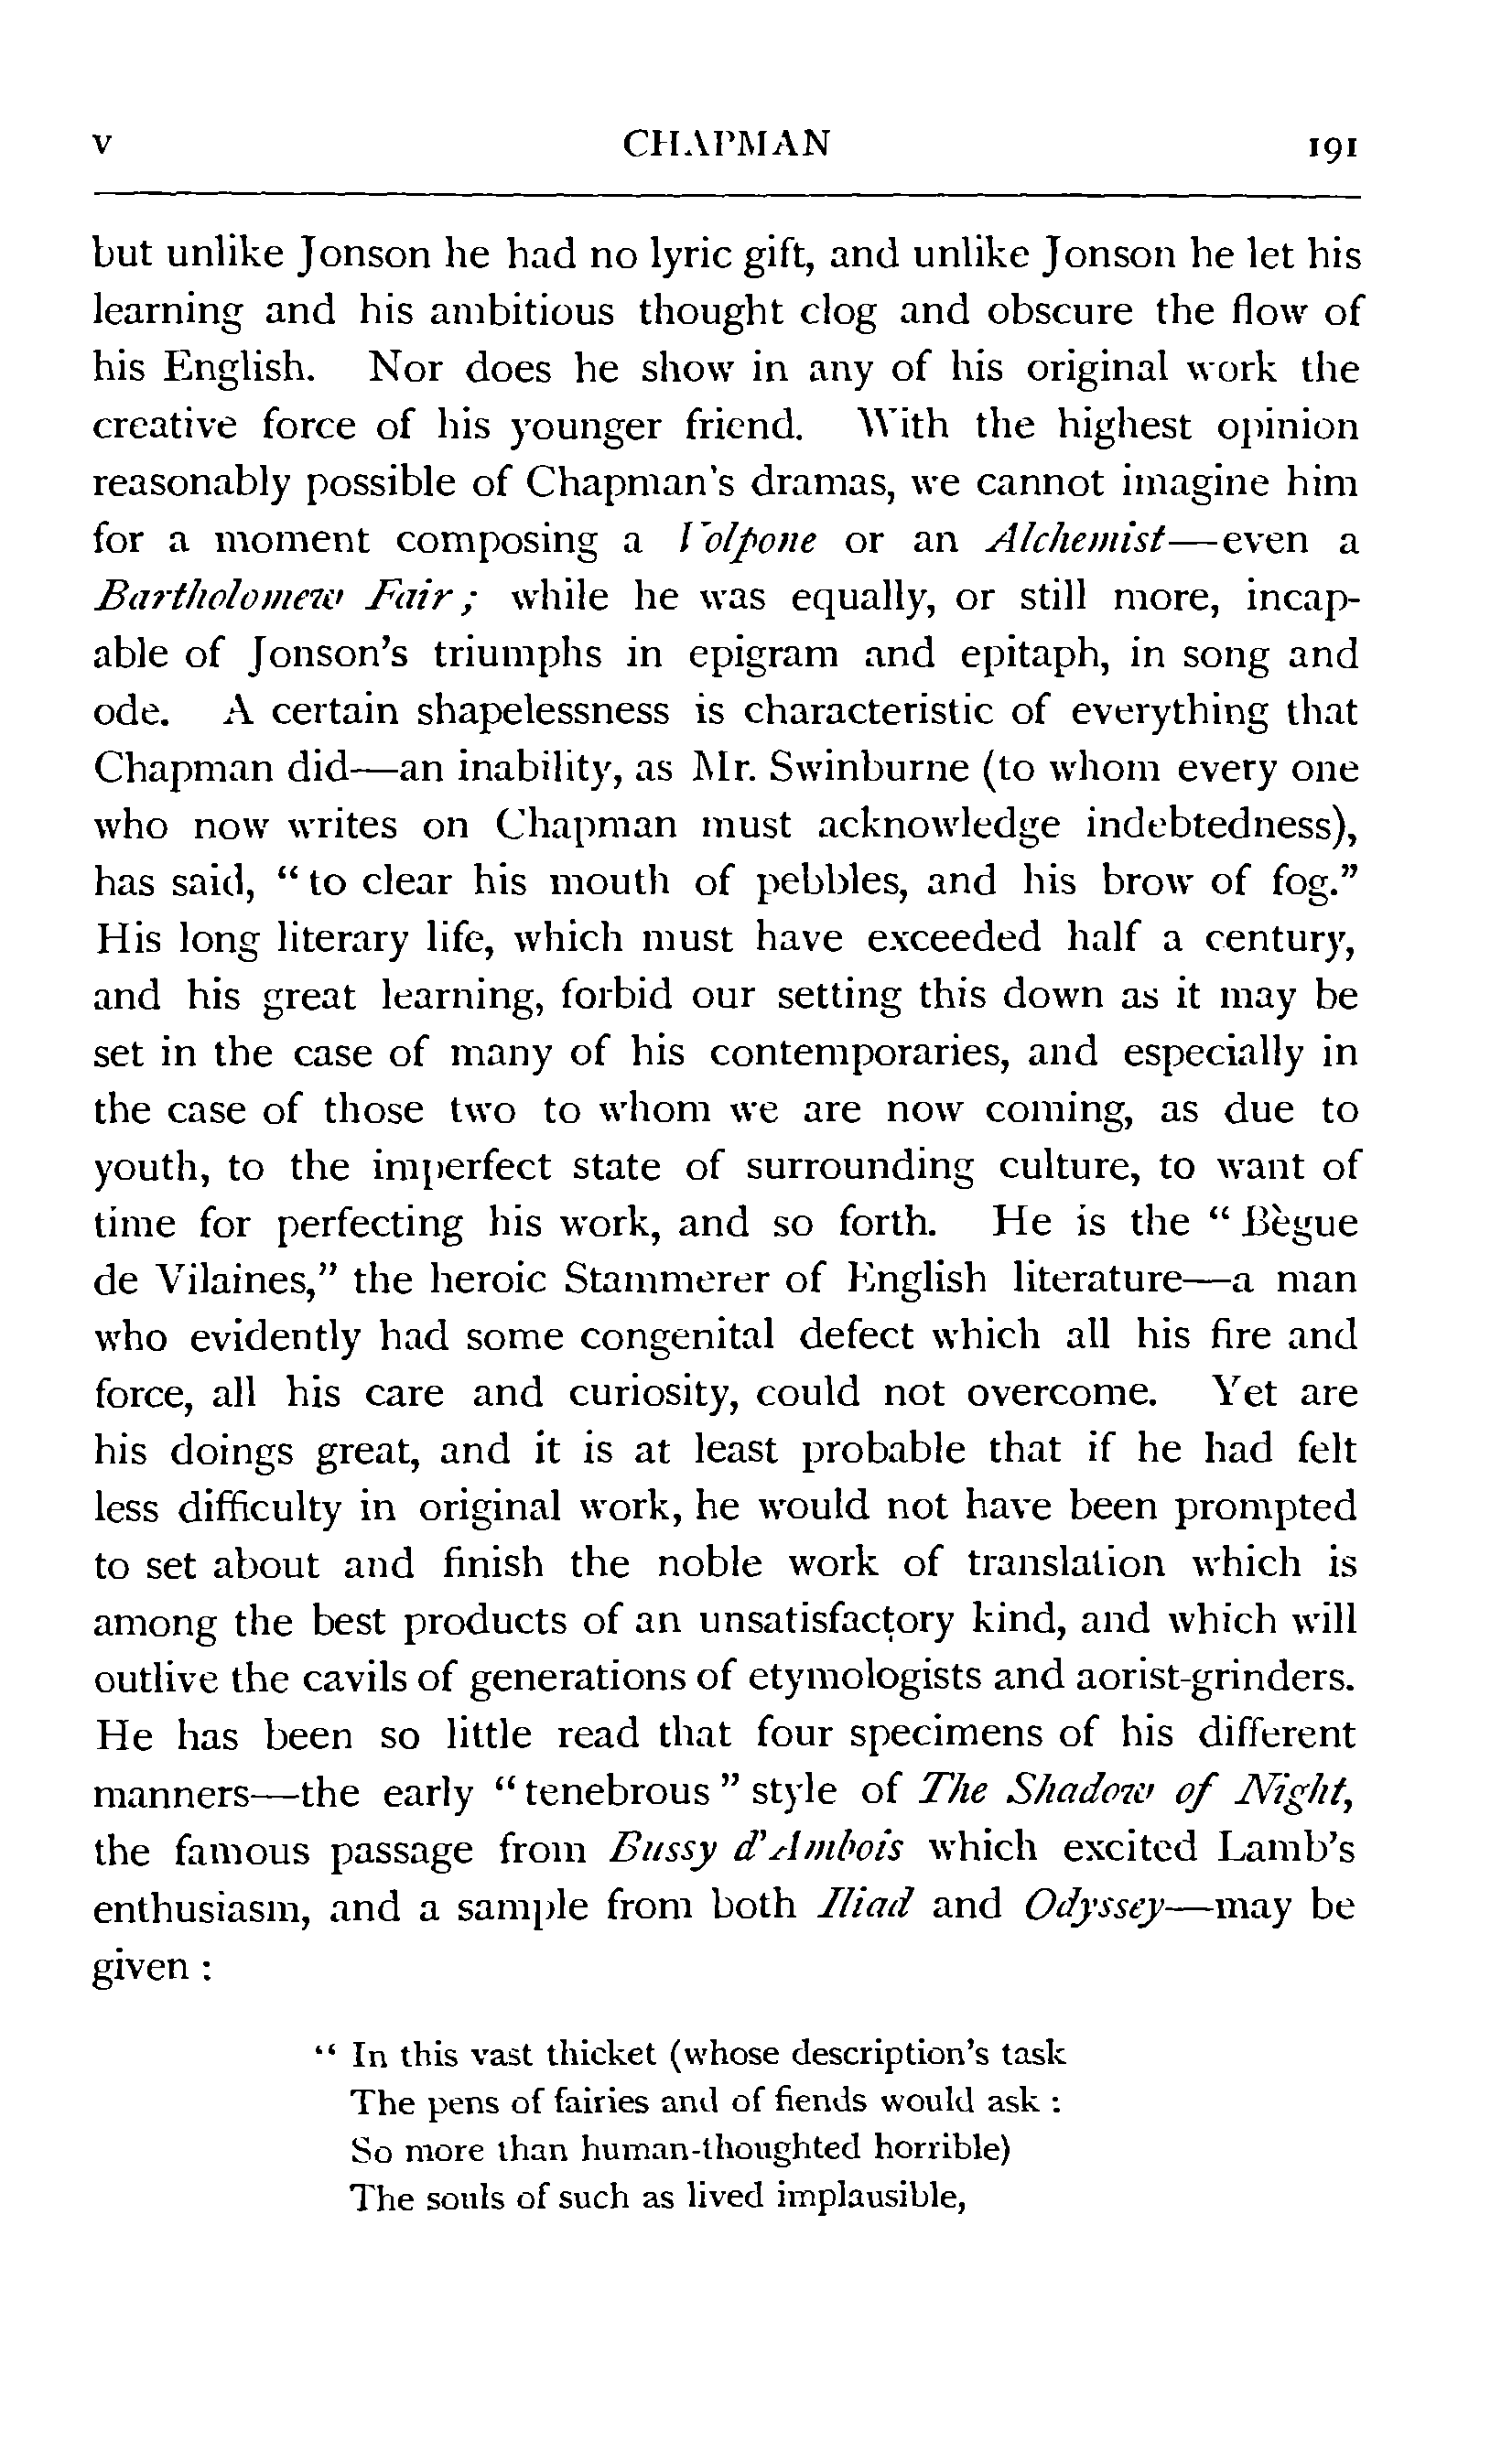 v CHAPMAN 191
but unlike Jonson he had no lyric gift, and unlike Jonson he let his
learning and his ambitious thought clog and obscure the flow of
his English. Nor does he show in any of his original work the
creative force of his younger friend. With the highest opinion
reasonably possible of Chapman's dramas, we cannot imagine him
for a moment composing a Volpone or an Alchemist—even a
Bartholomew Fair; while he was equally, or still more, incap-
able of Jonson's triumphs in epigram and epitaph, in song and
ode. A certain shapelessness is characteristic of everything that
Chapman did—an inability, as Mr. Swinburne (to whom every one
who now writes on Chapman must acknowledge indebtedness),
has said, “to clear his mouth of pebbles, and his brow of fog.”
His long literary life, which must have exceeded half a century,
and his great learning, forbid our setting this down as it may be
set in the case of many of his contemporaries, and especially in
the case of those two to whom we are now coming, as due to
youth, to the imperfect state of surrounding culture, to want of
time for perfecting his work, and so forth. He is the “Bègue
de Vilaines,” the heroic Stammerer of English literature—a man
who evidently had some congenital defect which all his fire and
force, all his care and curiosity, could not overcome. Yet are
his doings great, and it is at least probable that if he had felt
less difficulty in original work, he would not have been prompted
to set about and finish the noble work of translation which is
among the best products of an unsatisfactory kind, and which will
outlive the cavils of generations of etymologists and aorist-grinders.
He has been so little read that four specimens of his different
manners—the early “tenebrous” style of The Shadow of Night,
the famous passage from Bussy d'Ambois which excited Lamb's
enthusiasm, and a sample from both Iliad and Odyssey—may be
given:
“In this vast thicket (whose description's task
The pens of fairies and of fiends would ask:
So more than human-thoughted horrible)
The souls of such as lived implausible,